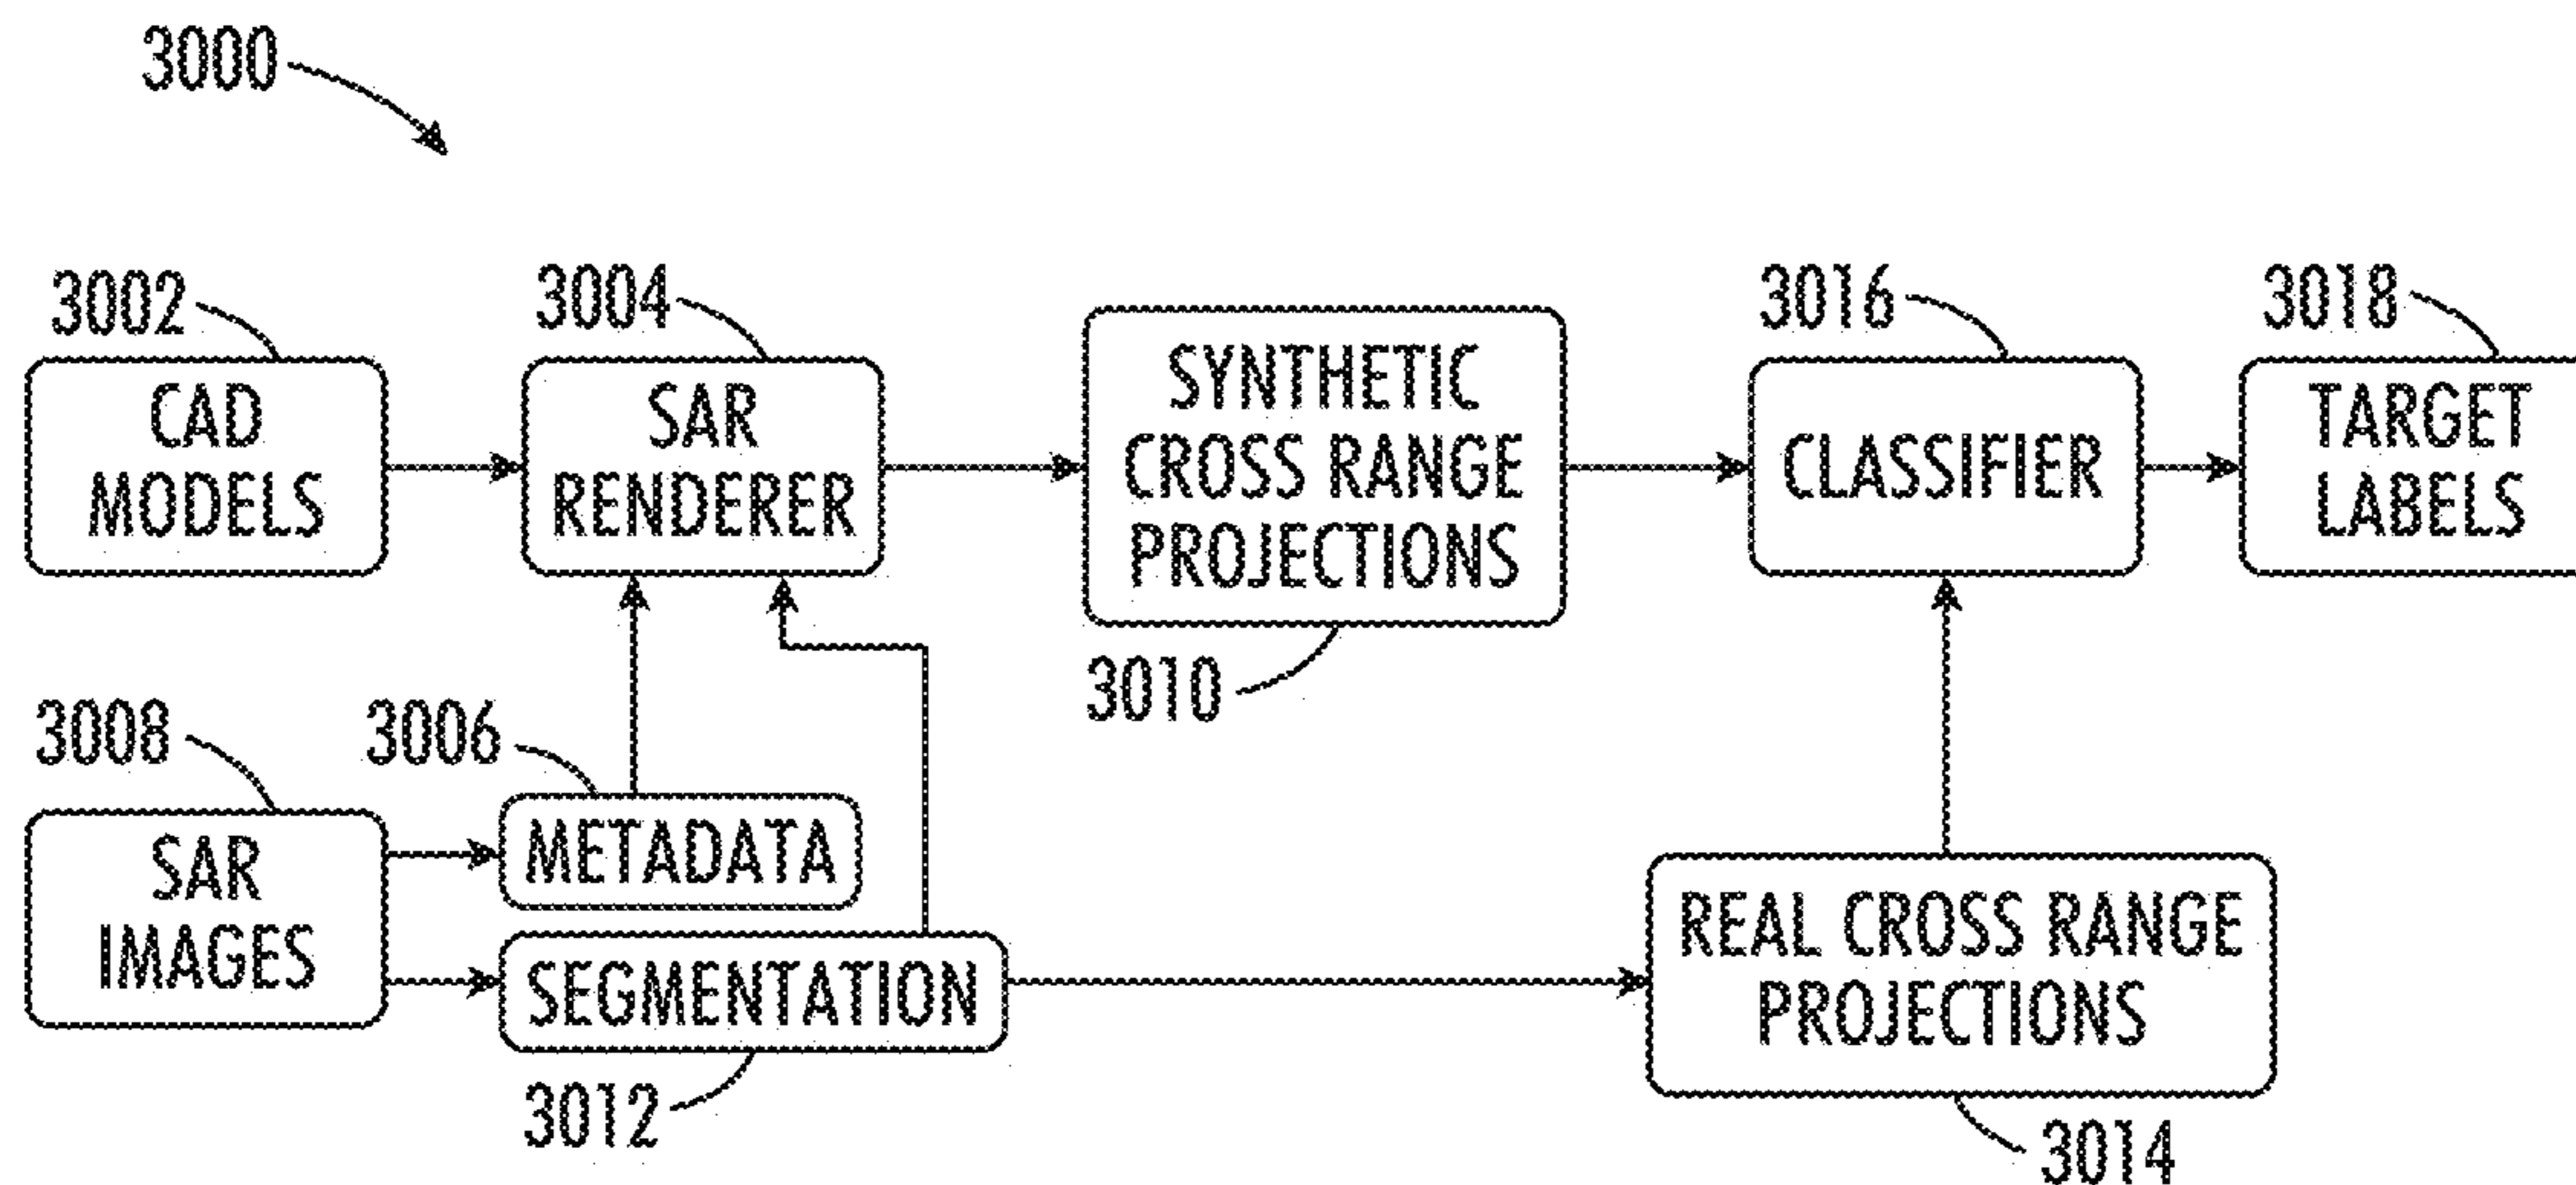 3000
3002
CAD
MODELS
3004
SAR
RENDERER
SYNTHETIC
CROSS RANGE
PROJECTIONS
3010
3016
CLASSIFIER
3018
TARGET
LABELS
3008
SAR
IMAGES
3006
METADATA
SEGMENTATION
3012
REAL CROSS RANGE
PROJECTIONS
3014